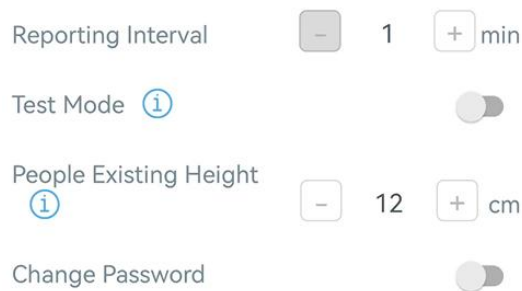 Reporting Interval - 1 + min
Test Mode i
People Existing Height
i - 12 + cm
Change Password